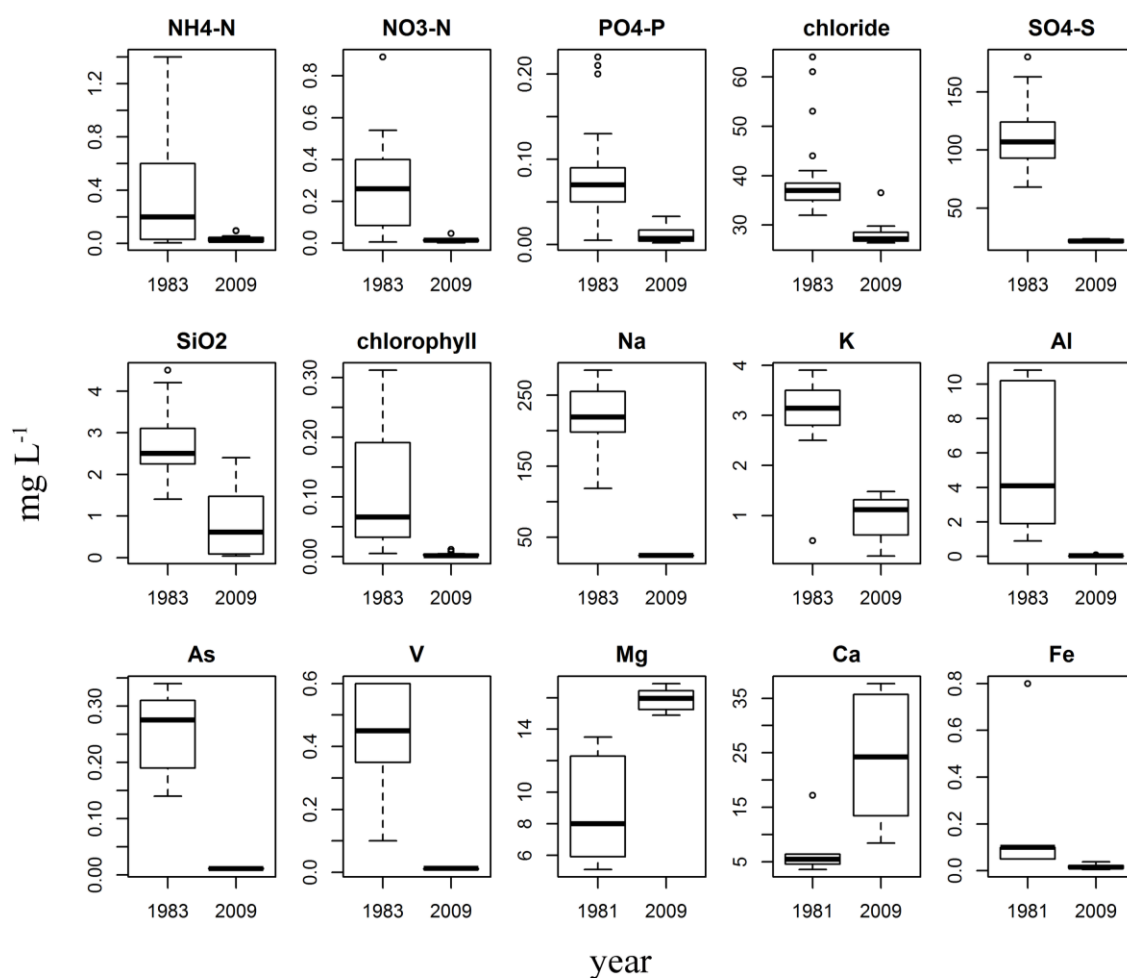 NH4-N NO3-N PO4-P chloride SO4-S
0.0 0.4 0.8 1.2
0.0 0.2 0.4 0.6 0.8
0.00 0.10 0.20
30 40 50 60
50 100 150
1983 2009 1983 2009 1983 2009 1983 2009 1983 2009
SiO2 chlorophyll Na K Al
0 1 2 3 4
0.00 0.10 0.20 0.30
50 150 250
1 2 3 4
0 2 4 6 8 10
1983 2009 1983 2009 1983 2009 1983 2009 1983 2009
mg L-1
As V Mg Ca Fe
0.00 0.10 0.20 0.30
0.0 0.2 0.4 0.6
6 8 10 14
5 15 25 35
0.0 0.2 0.4 0.6 0.8
1983 2009 1983 2009 1981 2009 1981 2009 1981 2009
year